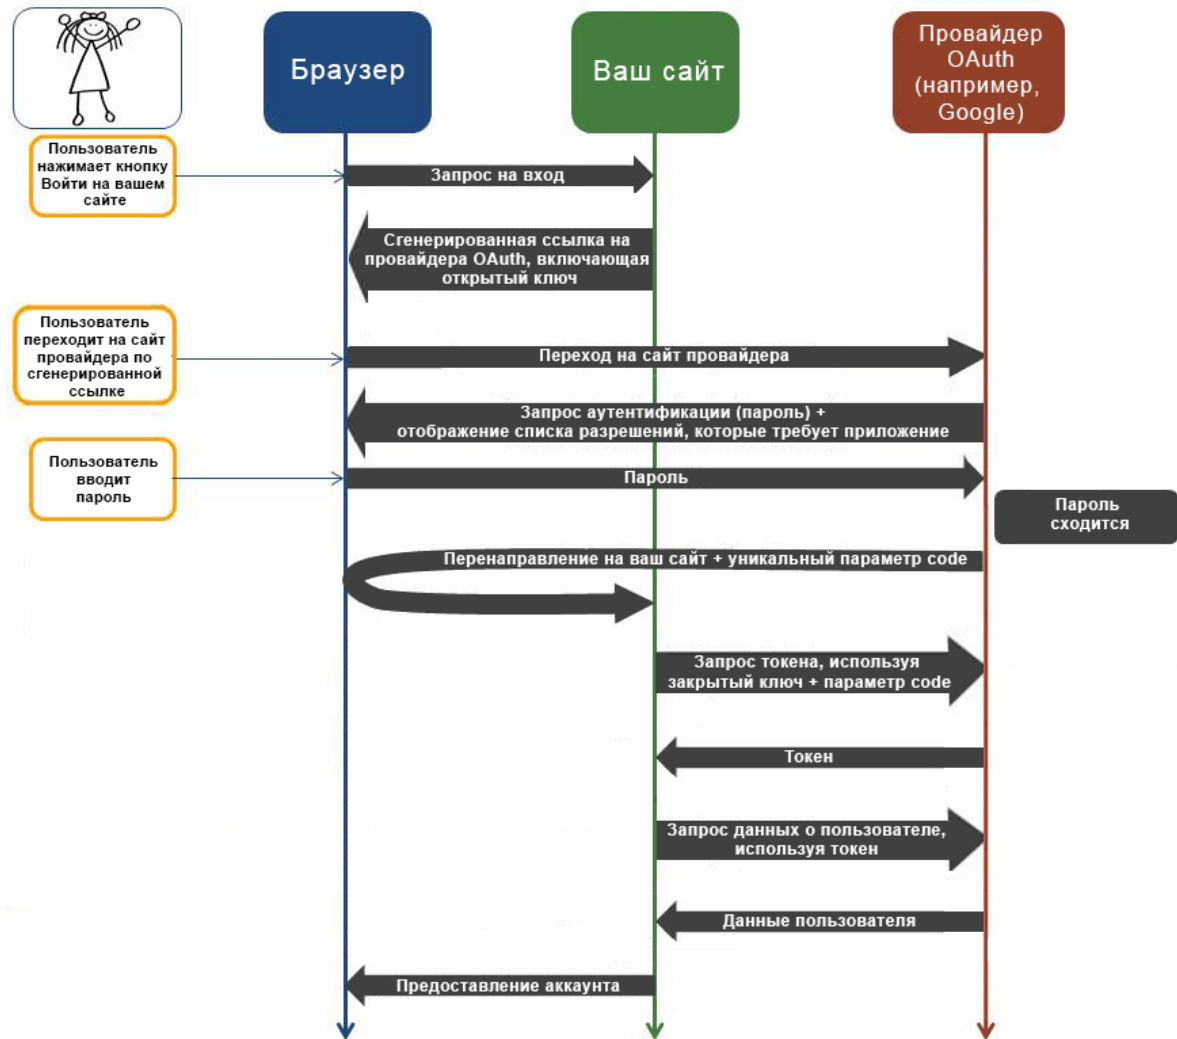 Браузер
Ваш сайт
Провайдер
OAuth
(например,
Google)
Пользователь
нажимает кнопку
Войти на вашем
сайте
Запрос на вход
Сгенерированная ссылка на
провайдера OAuth, включающая
открытый ключ
Пользователь
переходит на сайт
провайдера по
сгенерированной
ссылке
Переход на сайт провайдера
Запрос аутентификации (пароль) +
отображение списка разрешений, которые требует приложение
Пользователь
вводит
пароль
Пароль
Пароль
сходится
Перенаправление на ваш сайт + уникальный параметр code
Запрос токена, используя
закрытый ключ + параметр code
Токен
Запрос данных о пользователе,
используя токен
Данные пользователя
Предоставление аккаунта